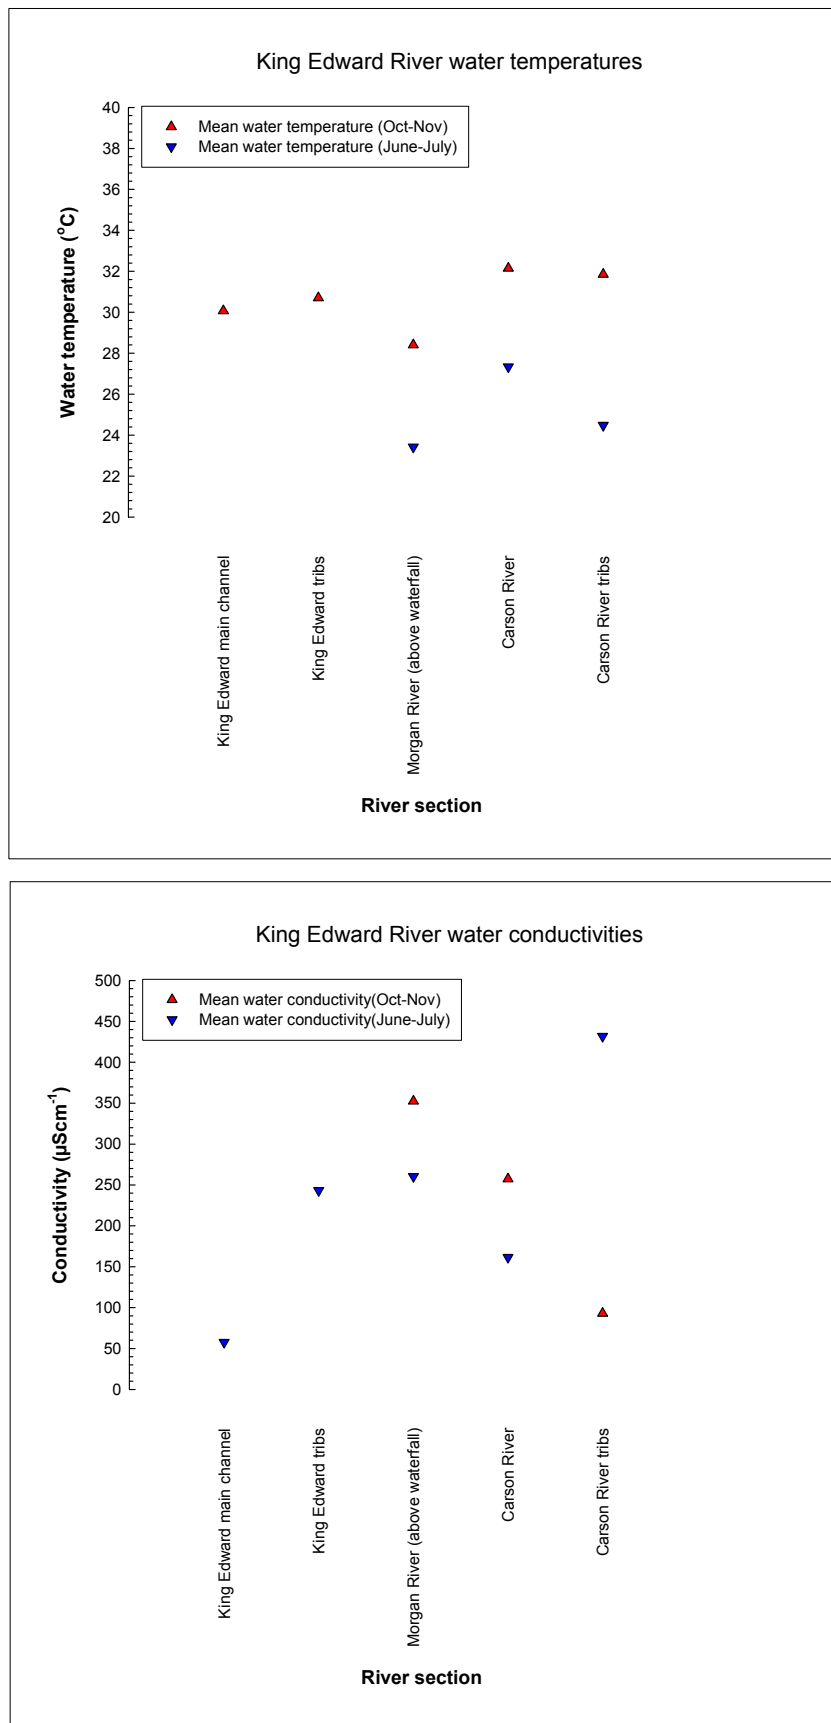 King Edward River water temperatures
Mean water temperature (Oct-Nov)
Mean water temperature (June-July)
Water temperature (°C)
40
38
36
34
32
30
28
26
24
22
20
King Edward main channel
King Edward tribs
Morgan River (above waterfall)
Carson River
Carson River tribs
River section
King Edward River water conductivities
Mean water conductivity(Oct-Nov)
Mean water conductivity(June-July)
Conductivity (µScm⁻¹)
500
450
400
350
300
250
200
150
100
50
0
King Edward main channel
King Edward tribs
Morgan River (above waterfall)
Carson River
Carson River tribs
River section